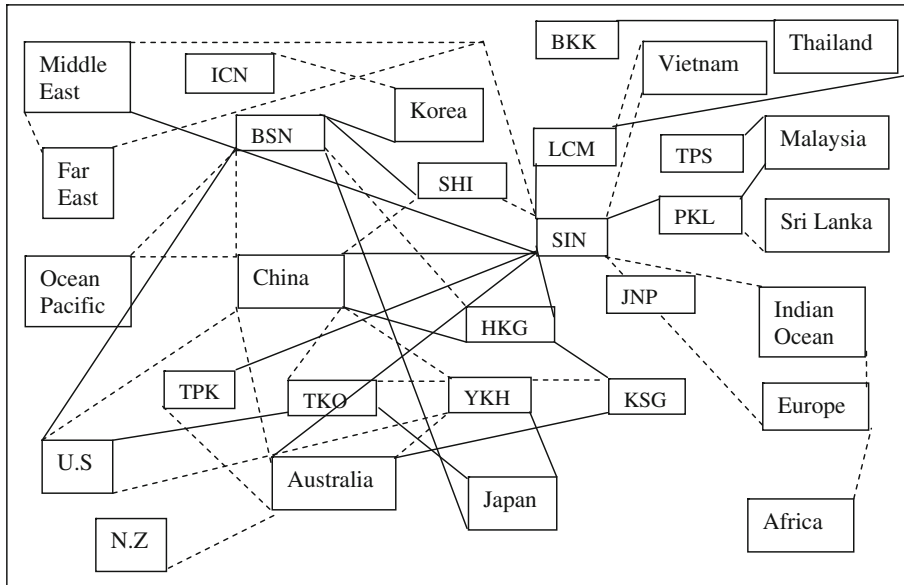 BKK
Thailand
Middle
East
ICN
Vietnam
Korea
BSN
LCM
TPS
Malaysia
Far
East
SHI
PKL
Sri Lanka
SIN
Ocean
Pacific
China
JNP
Indian
Ocean
HKG
TPK
TKO
YKH
KSG
Europe
U.S
Australia
Japan
Africa
N.Z